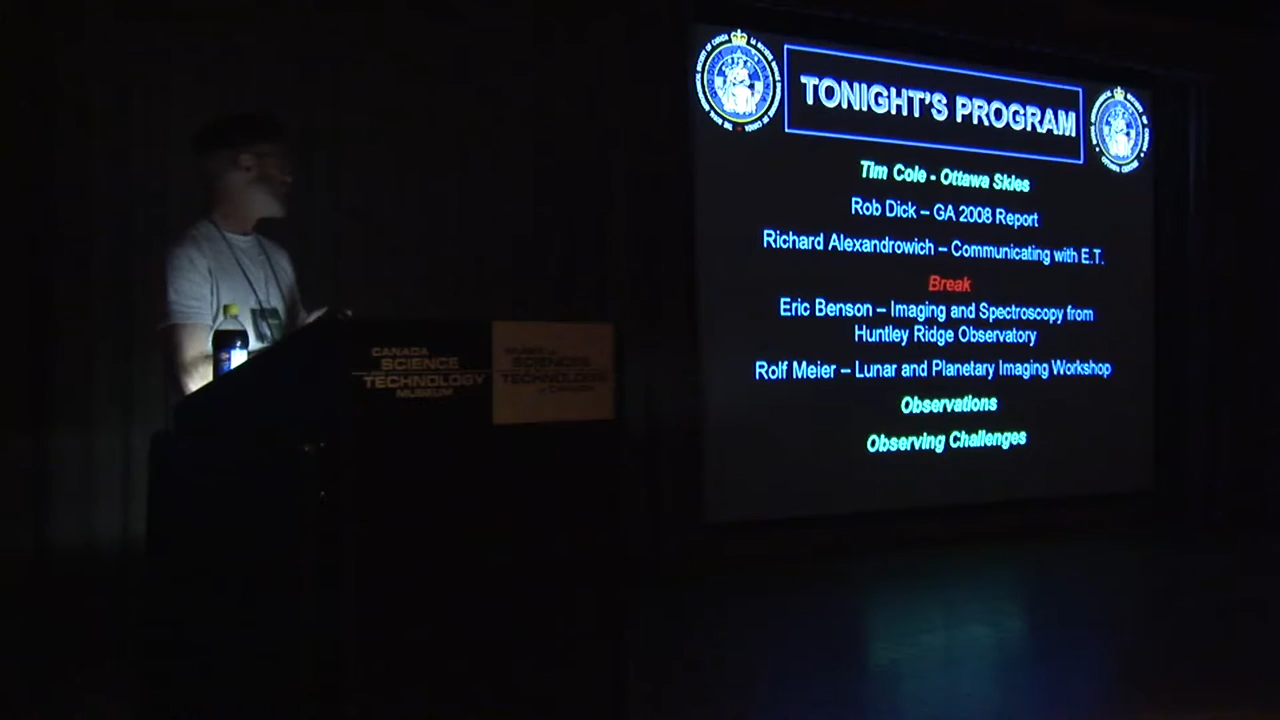 TONIGHT'S PROGRAM
Tim Cole - Ottawa Skies
Rob Dick – GA 2008 Report
Richard Alexandrowich – Communicating with E.T.
Break
Eric Benson – Imaging and Spectroscopy from
Huntley Ridge Observatory
Rolf Meier – Lunar and Planetary Imaging Workshop
Observations
Observing Challenges
CANADA
SCIENCE
TECHNOLOGY
MUSEUM
SCIENCES
TECHNOLOGIE